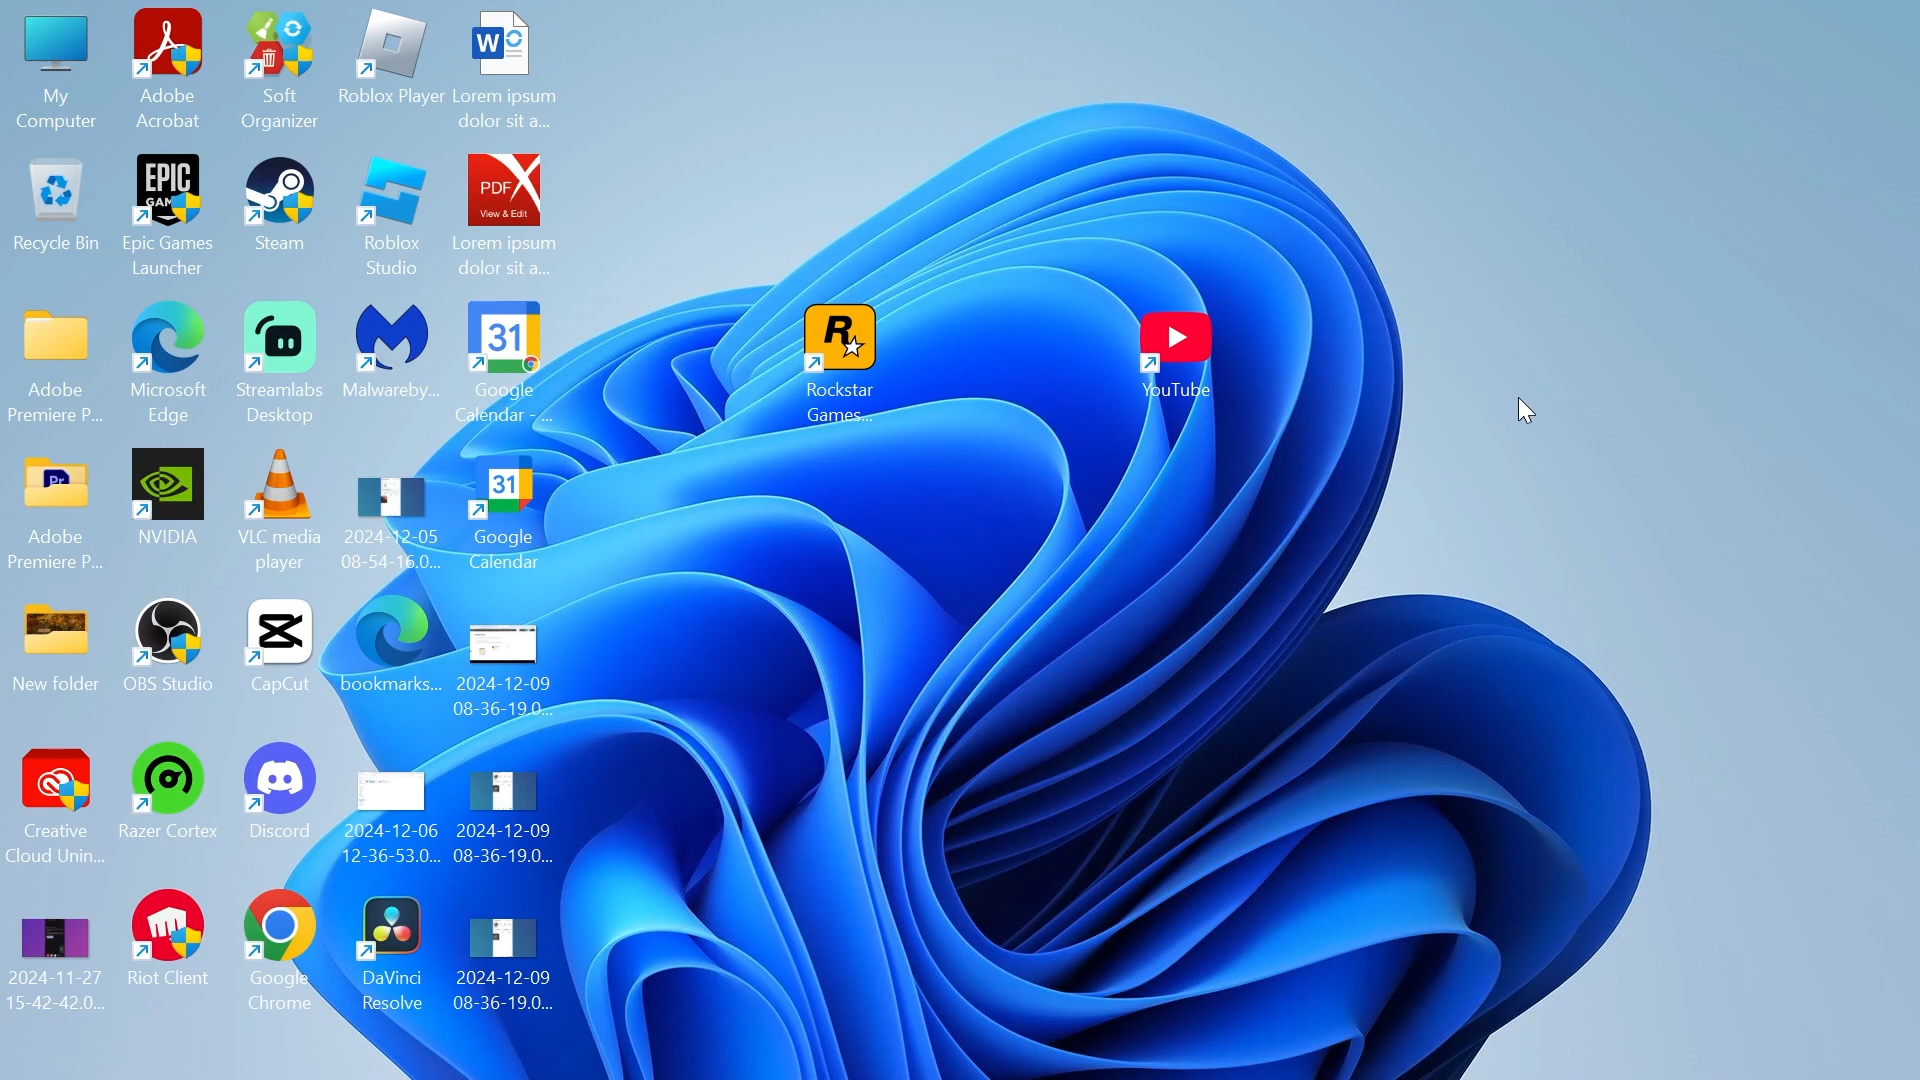 My
Computer
Adobe
Acrobat
Soft
Organizer
Roblox Player
W
Lorem ipsum
dolor sit a...
Recycle Bin
EPIC
GAM
Epic Games
Launcher
Steam
Roblox
Studio
PDF
View & Edit
Lorem ipsum
dolor sit a...
Adobe
Premiere P...
Microsoft
Edge
Streamlabs
Desktop
Malwareby...
31
Google
Calendar - ...
R
Rockstar
Games...
YouTube
Pr
Adobe
Premiere P...
NVIDIA
VLC media
player
2024-12-05
08-54-16.0...
31
Google
Calendar
New folder
OBS Studio
CapCut
bookmarks...
2024-12-09
08-36-19.0...
Creative
Cloud Unin...
Razer Cortex
Discord
2024-12-06
12-36-53.0...
2024-12-09
08-36-19.0...
2024-11-27
15-42-42.0...
Riot Client
Google
Chrome
DaVinci
Resolve
2024-12-09
08-36-19.0...